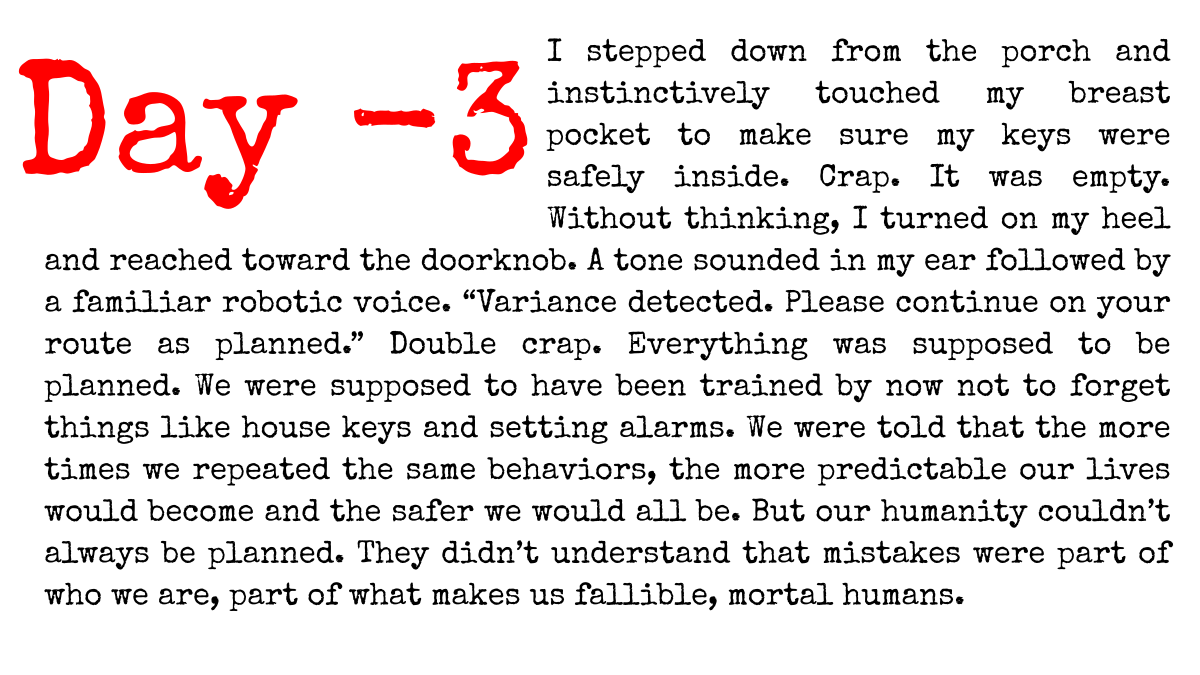 Day -3
I stepped down from the porch and
instinctively touched my breast
pocket to make sure my keys were
safely inside. Crap. It was empty.
Without thinking, I turned on my heel
and reached toward the doorknob. A tone sounded in my ear followed by
a familiar robotic voice. “Variance detected. Please continue on your
route as planned.” Double crap. Everything was supposed to be
planned. We were supposed to have been trained by now not to forget
things like house keys and setting alarms. We were told that the more
times we repeated the same behaviors, the more predictable our lives
would become and the safer we would all be. But our humanity couldn’t
always be planned. They didn’t understand that mistakes were part of
who we are, part of what makes us fallible, mortal humans.